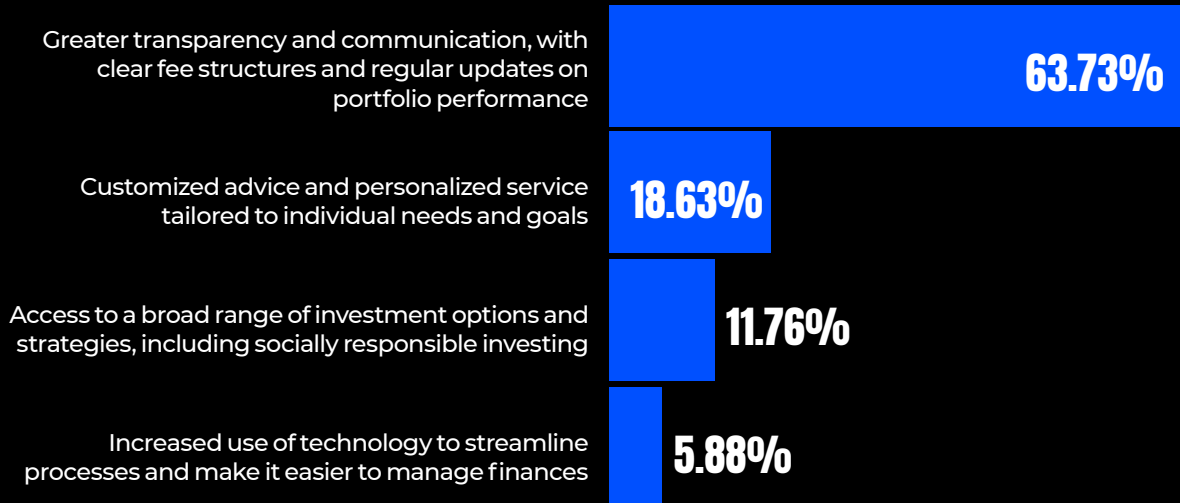 Greater transparency and communication, with
clear fee structures and regular updates on
portfolio performance
63.73%
Customized advice and personalized service
tailored to individual needs and goals
18.63%
Access to a broad range of investment options and
strategies, including socially responsible investing
11.76%
Increased use of technology to streamline
processes and make it easier to manage finances
5.88%